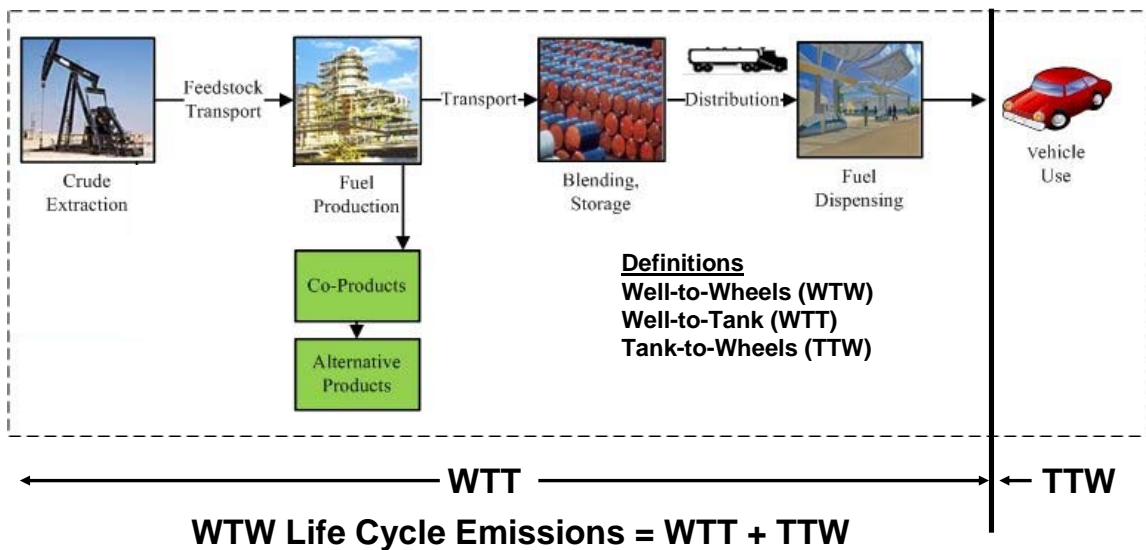 Feedstock
Transport
Transport
Distribution
Crude
Extraction
Fuel
Production
Blending,
Storage
Fuel
Dispensing
Vehicle
Use
Co-Products
Alternative
Products
Definitions
Well-to-Wheels (WTW)
Well-to-Tank (WTT)
Tank-to-Wheels (TTW)
WTT
TTW
WTW Life Cycle Emissions = WTT + TTW